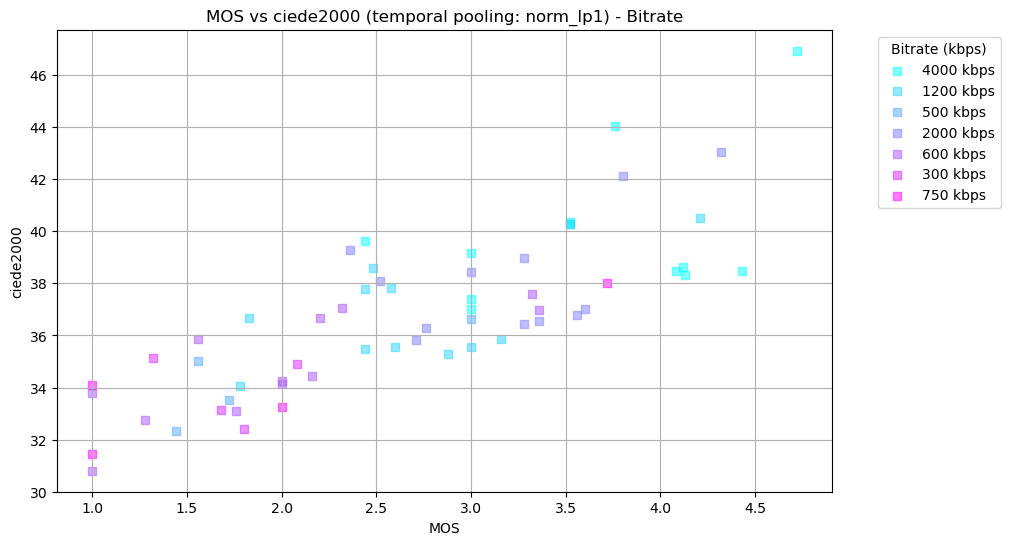 MOS vs ciede2000 (temporal pooling: norm_lp1) - Bitrate
ciede2000
46
44
42
40
38
36
34
32
30
1.0 1.5 2.0 2.5 3.0 3.5 4.0 4.5
MOS
Bitrate (kbps)
4000 kbps
1200 kbps
500 kbps
2000 kbps
600 kbps
300 kbps
750 kbps